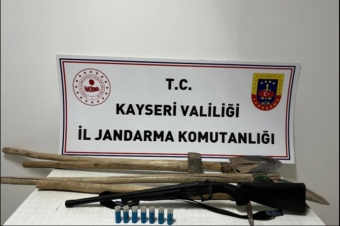 T.C.
KAYSERİ VALİLİĞİ
İL JANDARMA KOMUTANLIĞI